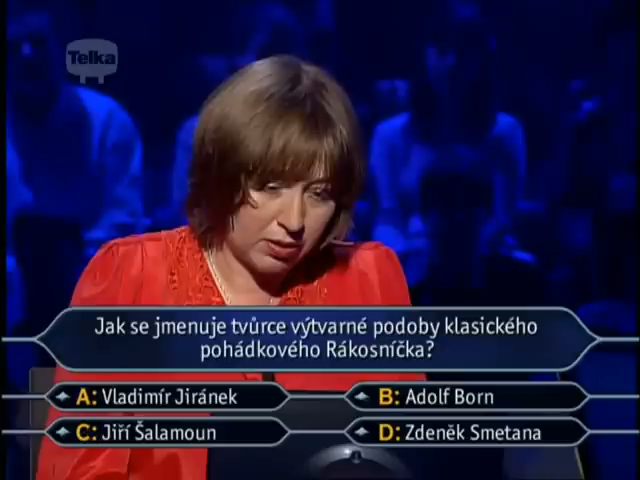 Telka
Jak se jmenuje tvůrce výtvarné podoby klasického
pohádkového Rákosníčka?
A: Vladimír Jiránek
B: Adolf Born
C: Jiří Šalamoun
D: Zdeněk Smetana